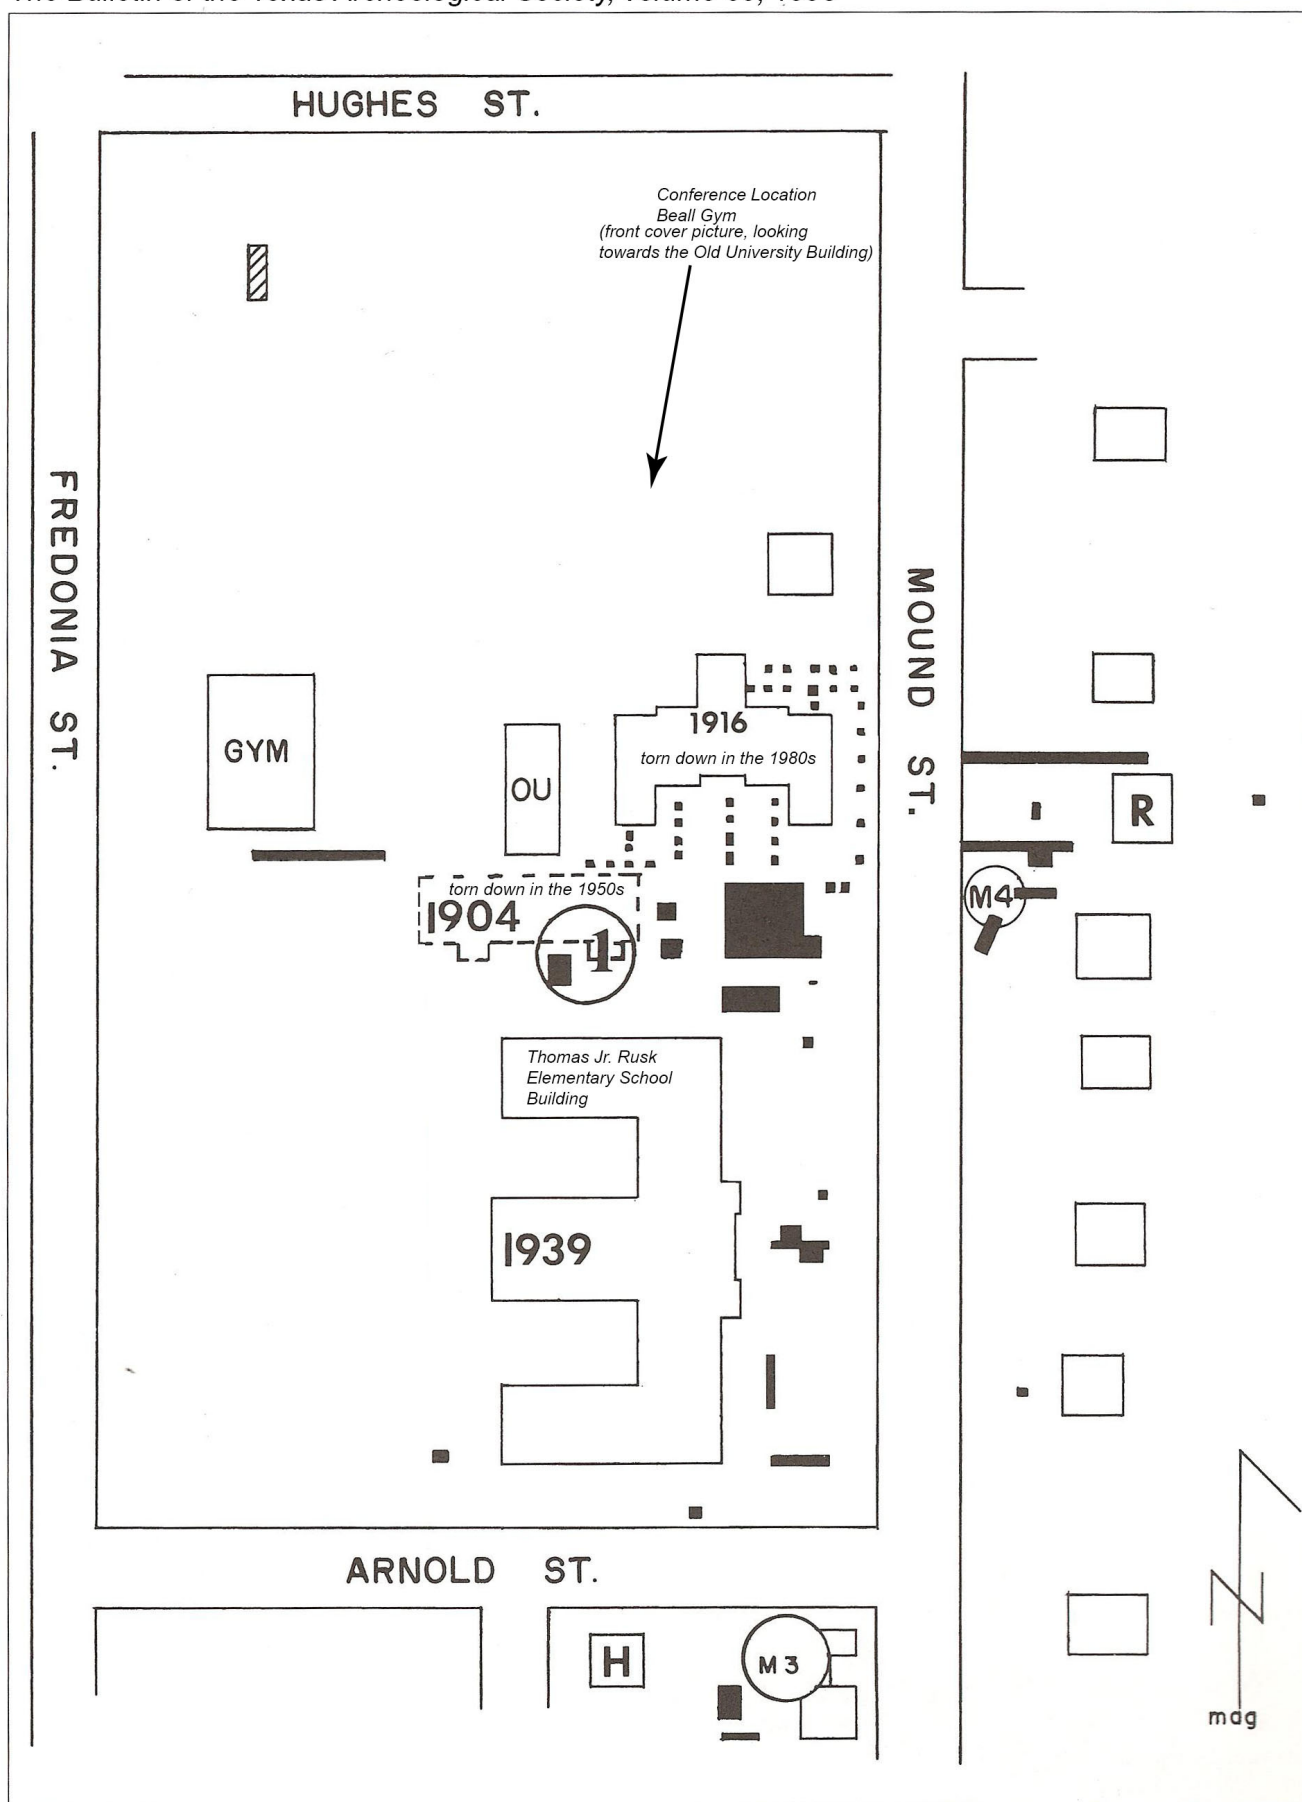 HUGHES ST.
Conference Location
Beall Gym
(front cover picture, looking
towards the Old University Building)
FREDONIA ST.
MOUND ST.
1916
torn down in the 1980s
GYM
OU
R
torn down in the 1950s
1904
M4
1
Thomas Jr. Rusk
Elementary School
Building
1939
ARNOLD ST.
H
M 3
N
mag